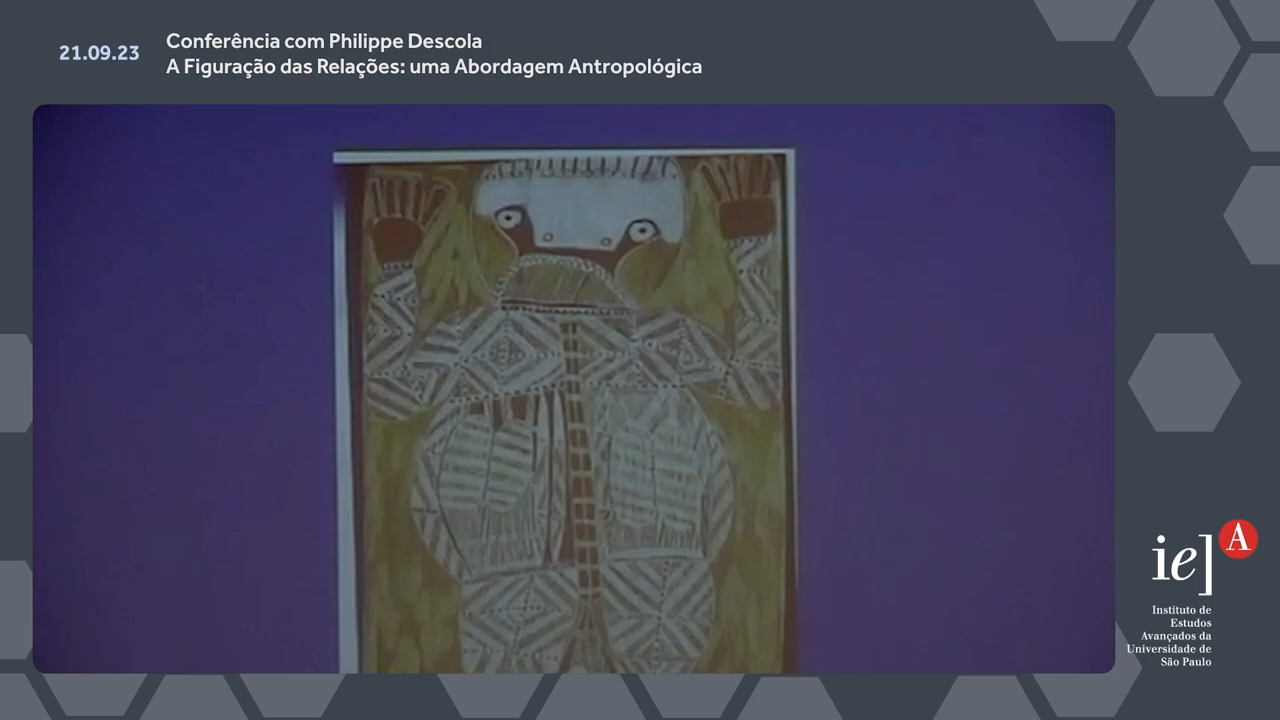 21.09.23
Conferência com Philippe Descola
A Figuração das Relações: uma Abordagem Antropológica
ie]A
Instituto de
Estudos
Avançados da
Universidade de
São Paulo